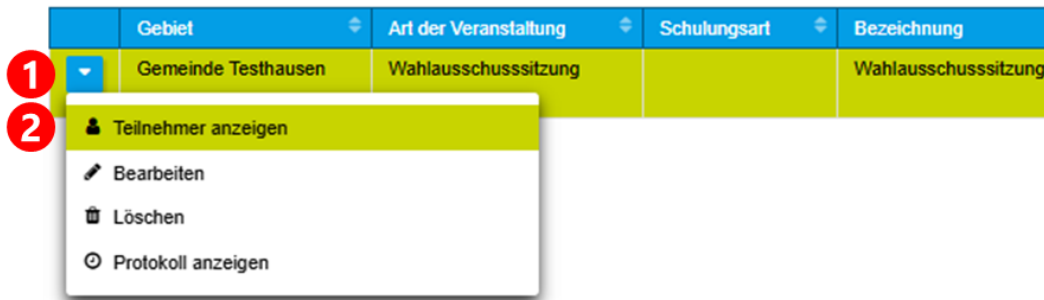 Gebiet Art der Veranstaltung Schulungsart Bezeichnung
1 Gemeinde Testhausen Wahlausschusssitzung Wahlausschusssitzung
2 Teilnehmer anzeigen
Bearbeiten
Löschen
Protokoll anzeigen